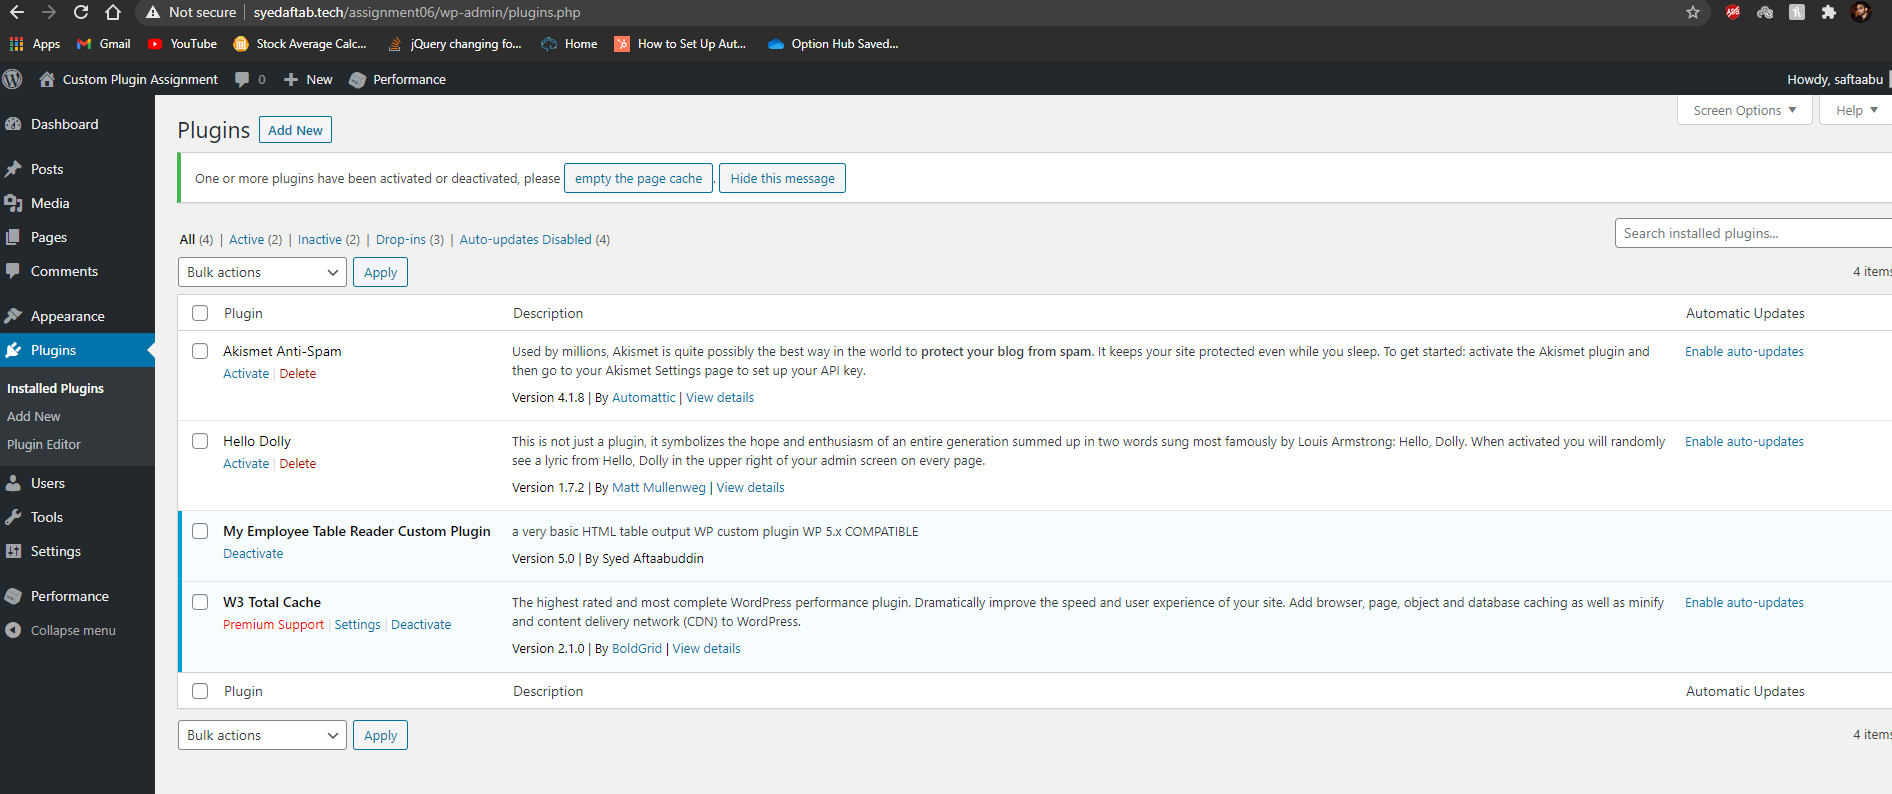 Not secure syedaftab.tech/assignment06/wp-admin/plugins.php
Apps Gmail YouTube Stock Average Calc... jQuery changing fo... Home How to Set Up Aut... Option Hub Saved...
Custom Plugin Assignment 0 New Performance Howdy, saftaabu
Screen Options Help
Dashboard
Posts
Media
Pages
Comments
Appearance
Plugins
Installed Plugins
Add New
Plugin Editor
Users
Tools
Settings
Performance
Collapse menu
Plugins Add New
One or more plugins have been activated or deactivated, please empty the page cache. Hide this message
All (4) | Active (2) | Inactive (2) | Drop-ins (3) | Auto-updates Disabled (4)
Search installed plugins...
Bulk actions Apply
4 items
Plugin Description Automatic Updates
Akismet Anti-Spam
Activate | Delete
Used by millions, Akismet is quite possibly the best way in the world to protect your blog from spam. It keeps your site protected even while you sleep. To get started: activate the Akismet plugin and
then go to your Akismet Settings page to set up your API key.
Version 4.1.8 | By Automattic | View details
Enable auto-updates
Hello Dolly
Activate | Delete
This is not just a plugin, it symbolizes the hope and enthusiasm of an entire generation summed up in two words sung most famously by Louis Armstrong: Hello, Dolly. When activated you will randomly
see a lyric from Hello, Dolly in the upper right of your admin screen on every page.
Version 1.7.2 | By Matt Mullenweg | View details
Enable auto-updates
My Employee Table Reader Custom Plugin
Deactivate
a very basic HTML table output WP custom plugin WP 5.x COMPATIBLE
Version 5.0 | By Syed Aftaabuddin
W3 Total Cache
Premium Support | Settings | Deactivate
The highest rated and most complete WordPress performance plugin. Dramatically improve the speed and user experience of your site. Add browser, page, object and database caching as well as minify
and content delivery network (CDN) to WordPress.
Version 2.1.0 | By BoldGrid | View details
Enable auto-updates
Plugin Description Automatic Updates
Bulk actions Apply
4 items